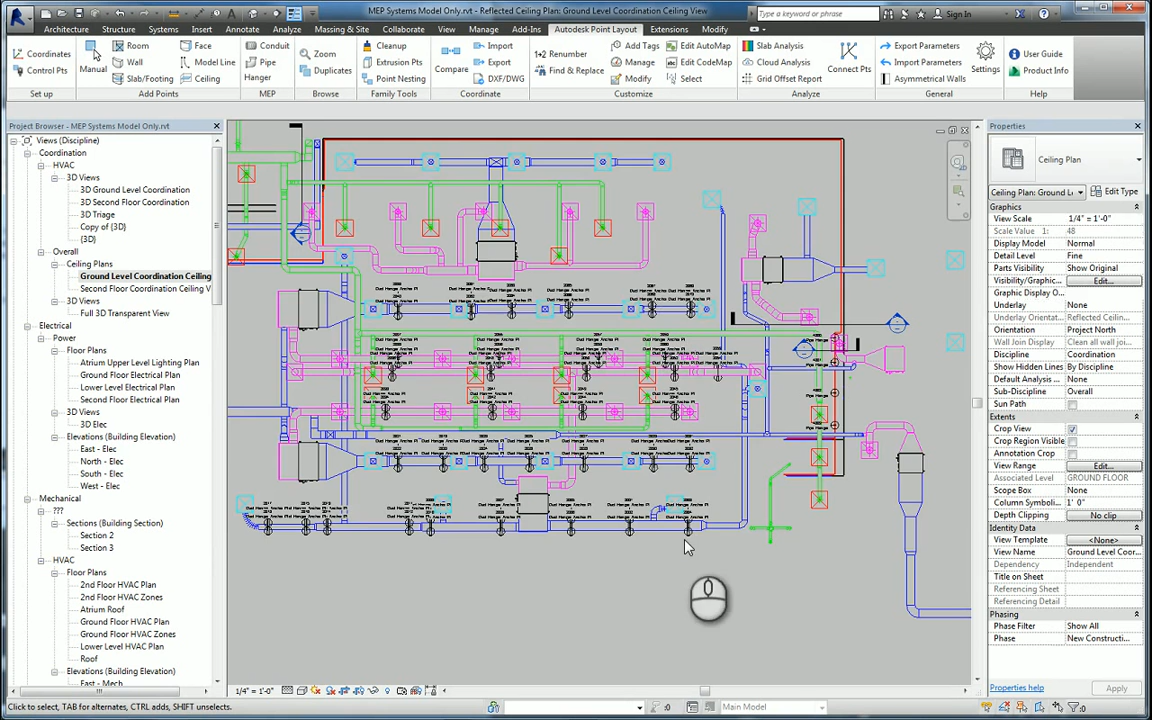 MEP Systems Model Only.rvt - Reflected Ceiling Plan: Ground Level Coordination Ceiling View
Type a keyword or phrase
Sign In
Architecture Structure Systems Insert Annotate Analyze Massing & Site Collaborate View Manage Add-Ins Autodesk Point Layout Extensions Modify
Coordinates
Control Pts
Set up
Manual
Room
Wall
Slab/Footing
Face
Model Line
Ceiling
Add Points
Conduit
Pipe
Hanger
MEP
Zoom
Duplicates
Browse
Cleanup
Extrusion Pts
Point Nesting
Family Tools
Compare
Import
Export
DXF/DWG
Coordinate
Renumber
Find & Replace
Add Tags
Manage
Modify
Edit AutoMap
Edit CodeMap
Select
Customize
Slab Analysis
Cloud Analysis
Grid Offset Report
Connect Pts
Analyze
Export Parameters
Import Parameters
Asymmetrical Walls
Settings
General
User Guide
Product Info
Help
Project Browser - MEP Systems Model Only.rvt
Views (Discipline)
Coordination
HVAC
3D Views
3D Ground Level Coordination
3D Second Floor Coordination
3D Triage
Copy of {3D}
{3D}
Overall
Ceiling Plans
Ground Level Coordination Ceiling
Second Floor Coordination Ceiling V
3D Views
Full 3D Transparent View
Electrical
Power
Floor Plans
Atrium Upper Level Lighting Plan
Ground Floor Electrical Plan
Lower Level Electrical Plan
Second Floor Electrical Plan
3D Views
3D Elec
Elevations (Building Elevation)
East - Elec
North - Elec
South - Elec
West - Elec
Mechanical
???
Sections (Building Section)
Section 2
Section 3
HVAC
Floor Plans
2nd Floor HVAC Plan
2nd Floor HVAC Zones
Atrium Roof
Ground Floor HVAC Plan
Ground Floor HVAC Zones
Lower Level HVAC Plan
Roof
Elevations (Building Elevation)
East - Mech
Properties
Ceiling Plan
Ceiling Plan: Ground L
Edit Type
Graphics
View Scale 1/4" = 1'-0"
Scale Value 1: 48
Display Model Normal
Detail Level Fine
Parts Visibility Show Original
Visibility/Graphic... Edit...
Graphic Display O...
Underlay None
Underlay Orientat... Reflected Ceilin...
Orientation Project North
Wall Join Display Clean all wall joi...
Discipline Coordination
Show Hidden Lines By Discipline
Default Analysis ... None
Sub-Discipline Overall
Sun Path
Extents
Crop View
Crop Region Visible
Annotation Crop
View Range Edit...
Associated Level GROUND FLOOR
Scope Box None
Column Symboli... 1' 0"
Depth Clipping No clip
Identity Data
View Template <None>
View Name Ground Level Coor...
Dependency Independent
Title on Sheet
Referencing Sheet
Referencing Detail
Phasing
Phase Filter Show All
Phase New Constructi...
Properties help
Apply
1/4" = 1'-0"
Click to select, TAB for alternates, CTRL adds, SHIFT unselects.
:0
Main Model
:0